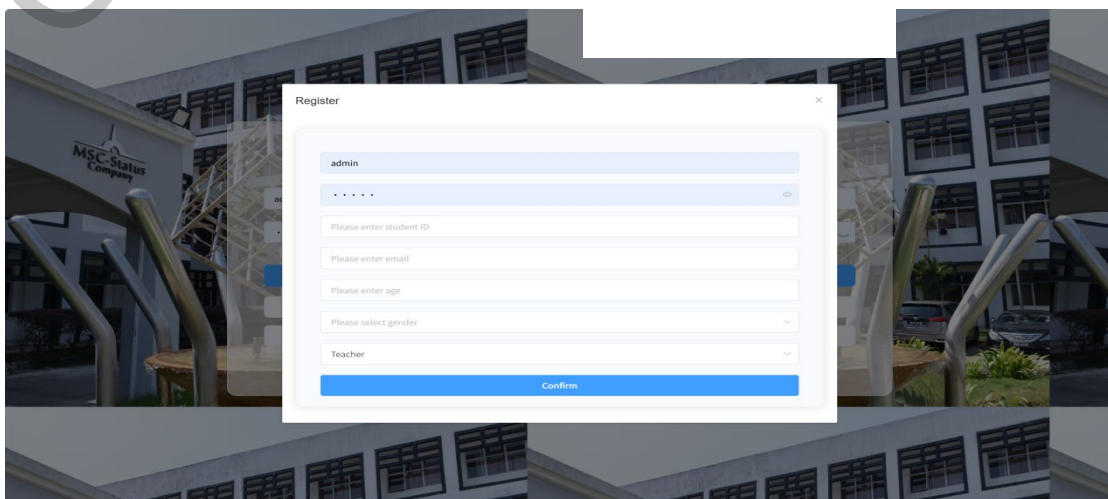 Register
×
MSC-Status
Company
admin
•••••
Please enter student ID
Please enter email
Please enter age
Please select gender
Teacher
Confirm